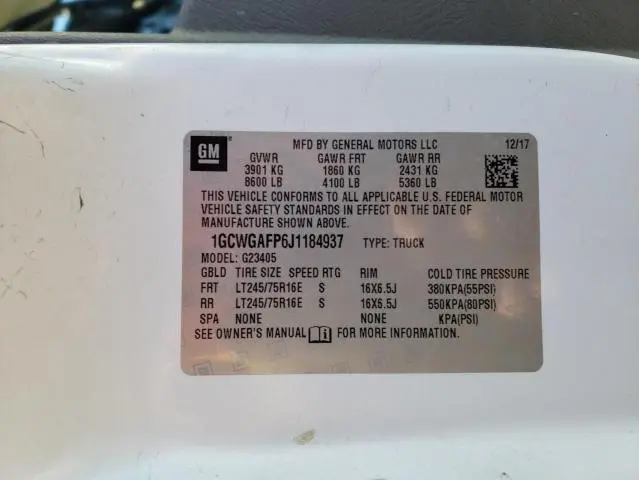 GM
MFD BY GENERAL MOTORS LLC 12/17
GVWR GAWR FRT GAWR RR
3901 KG 1860 KG 2431 KG
8600 LB 4100 LB 5360 LB
THIS VEHICLE CONFORMS TO ALL APPLICABLE U.S. FEDERAL MOTOR
VEHICLE SAFETY STANDARDS IN EFFECT ON THE DATE OF
MANUFACTURE SHOWN ABOVE.
1GCWGAFP6J1184937 TYPE: TRUCK
MODEL: G23405
GBLD TIRE SIZE SPEED RTG RIM COLD TIRE PRESSURE
FRT LT245/75R16E S 16X6.5J 380KPA(55PSI)
RR LT245/75R16E S 16X6.5J 550KPA(80PSI)
SPA NONE NONE KPA(PSI)
SEE OWNER'S MANUAL FOR MORE INFORMATION.